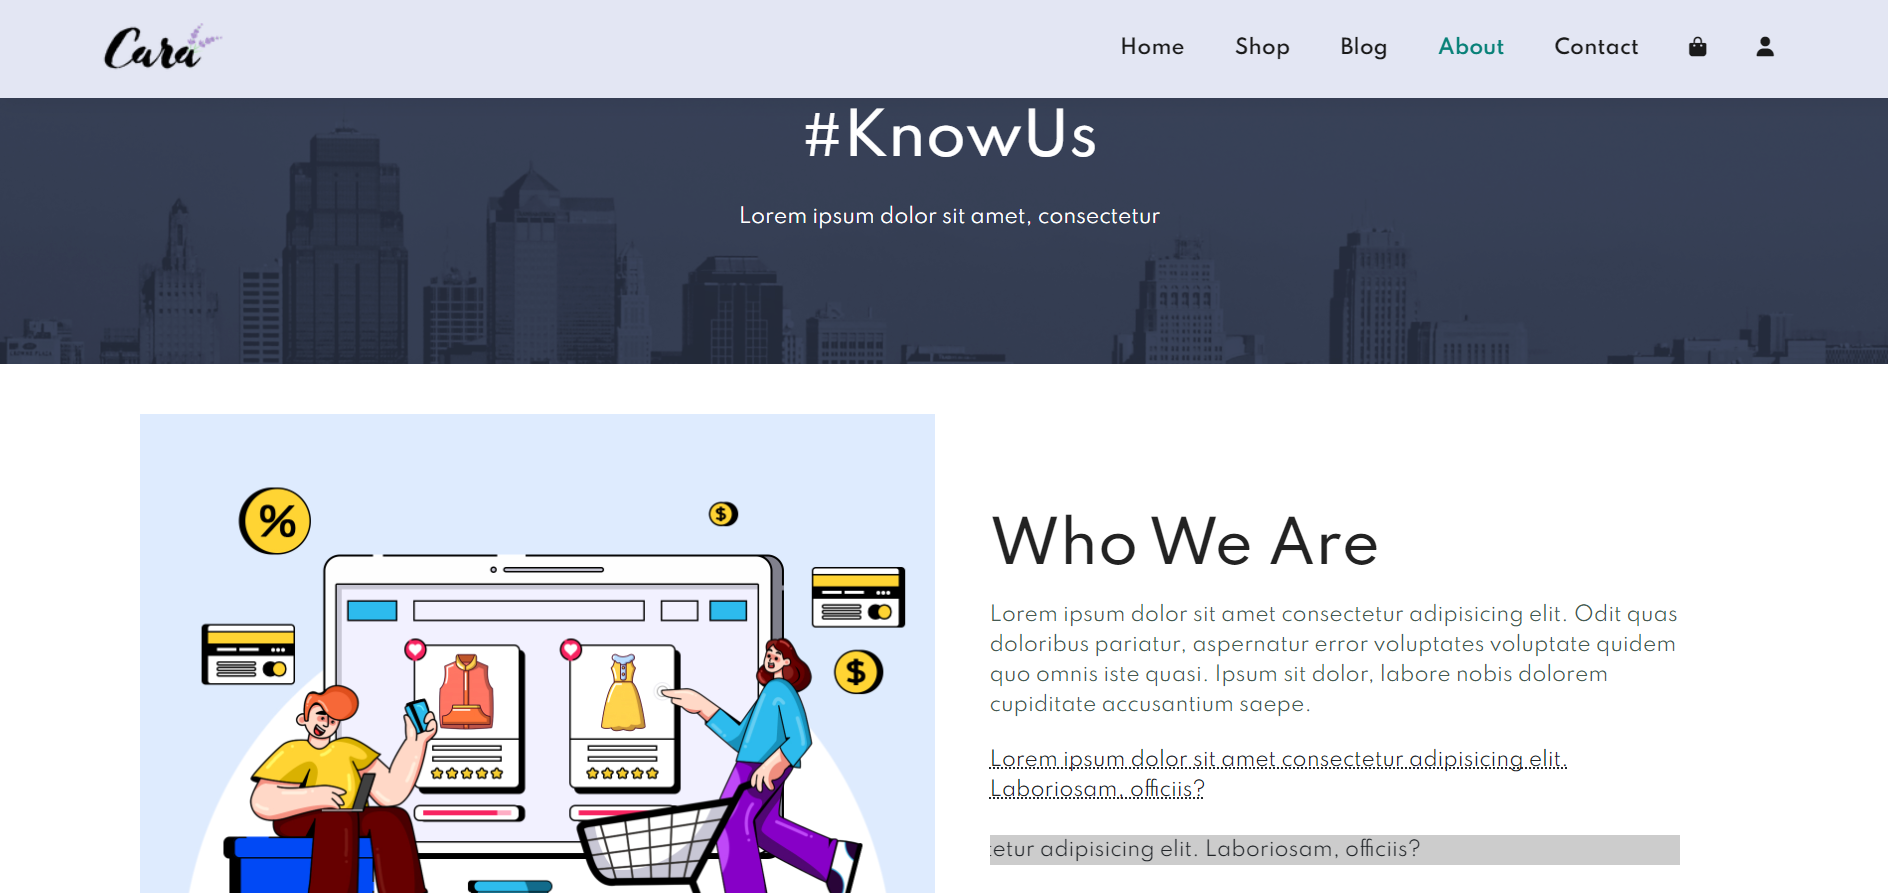 Cara
Home Shop Blog About Contact
#KnowUs
Lorem ipsum dolor sit amet, consectetur
%
$
$
Who We Are
Lorem ipsum dolor sit amet consectetur adipisicing elit. Odit quas
doloribus pariatur, aspernatur error voluptates voluptate quidem
quo omnis iste quasi. Ipsum sit dolor, labore nobis dolorem
cupiditate accusantium saepe.
Lorem ipsum dolor sit amet consectetur adipisicing elit.
Laboriosam, officiis?
tetur adipisicing elit. Laboriosam, officiis?